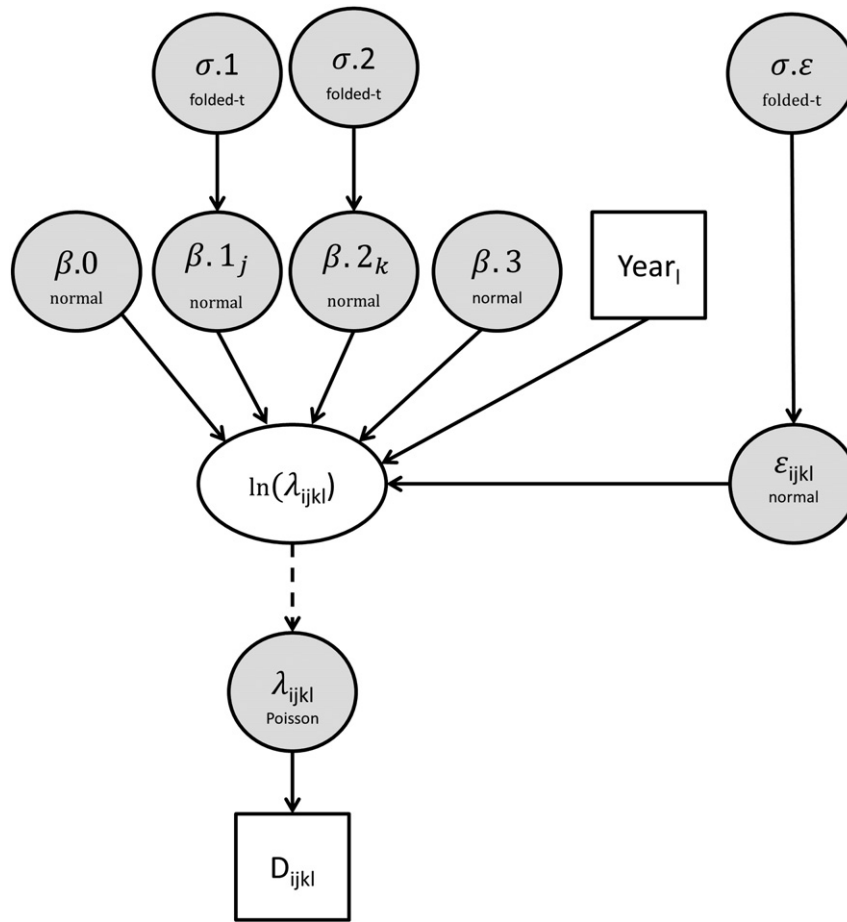 σ.1
folded-t
σ.2
folded-t
σ.ε
folded-t
β.0
normal
β.1ⱼ
normal
β.2ₖ
normal
β.3
normal
Yearₗ
ln(λᵢⱼₖₗ)
εᵢⱼₖₗ
normal
λᵢⱼₖₗ
Poisson
Dᵢⱼₖₗ